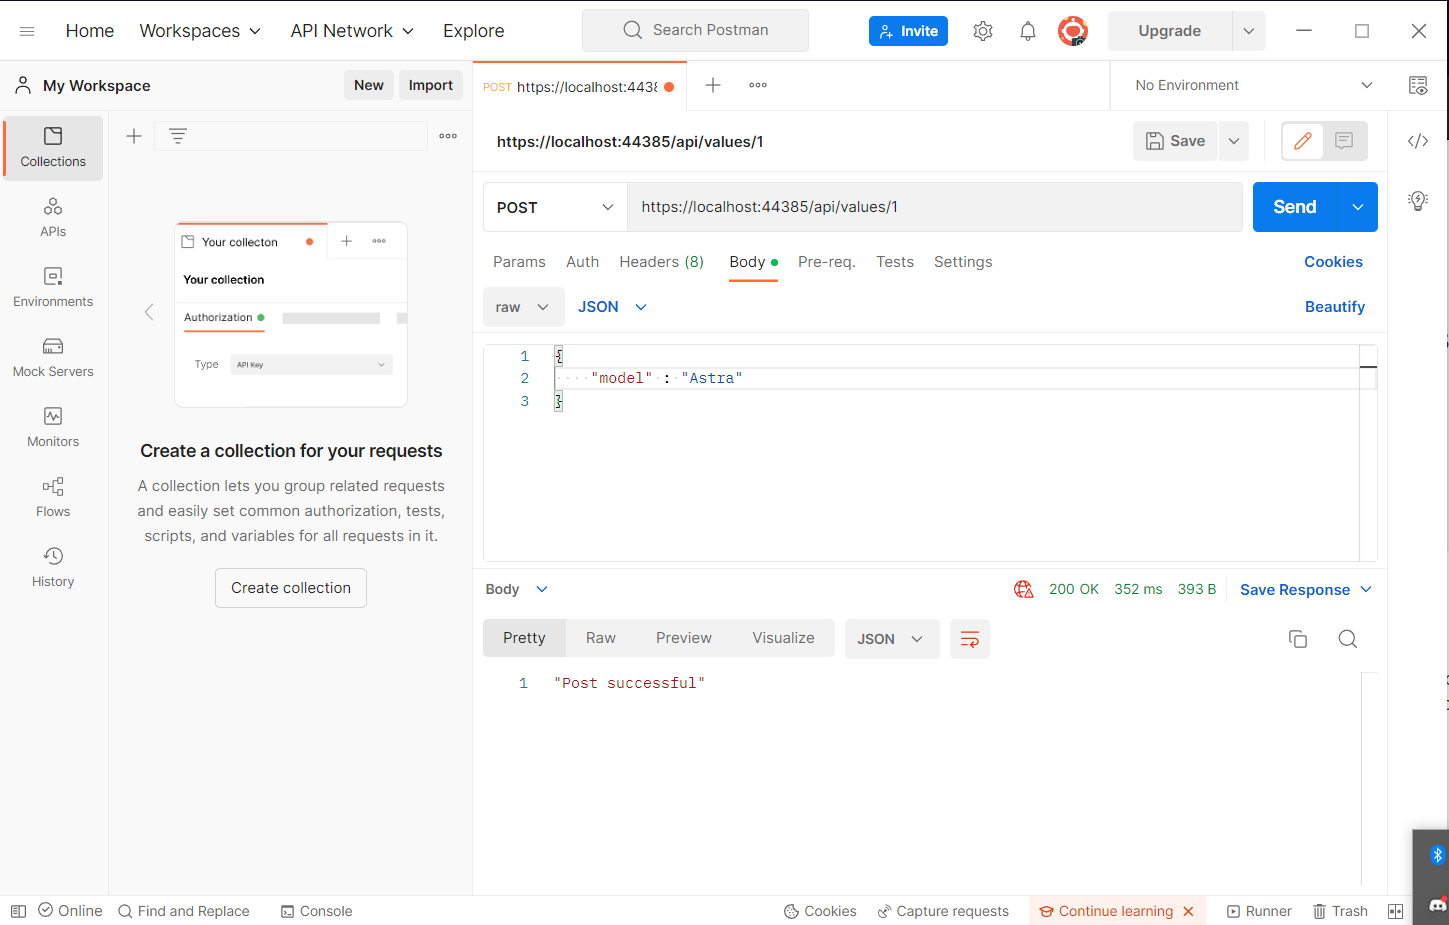 Home Workspaces API Network Explore Search Postman Invite Upgrade
My Workspace New Import
POST https://localhost:4438 No Environment
Collections
APIs
Environments
Mock Servers
Monitors
Flows
History
Your collecton
Your collection
Authorization
Type API Key
Create a collection for your requests
A collection lets you group related requests
and easily set common authorization, tests,
scripts, and variables for all requests in it.
Create collection
https://localhost:44385/api/values/1 Save
POST https://localhost:44385/api/values/1 Send
Params Auth Headers (8) Body Pre-req. Tests Settings Cookies
raw JSON Beautify
1 {
2 "model" : "Astra"
3 }
Body 200 OK 352 ms 393 B Save Response
Pretty Raw Preview Visualize JSON
1 "Post successful"
Online Find and Replace Console Cookies Capture requests Continue learning Runner Trash